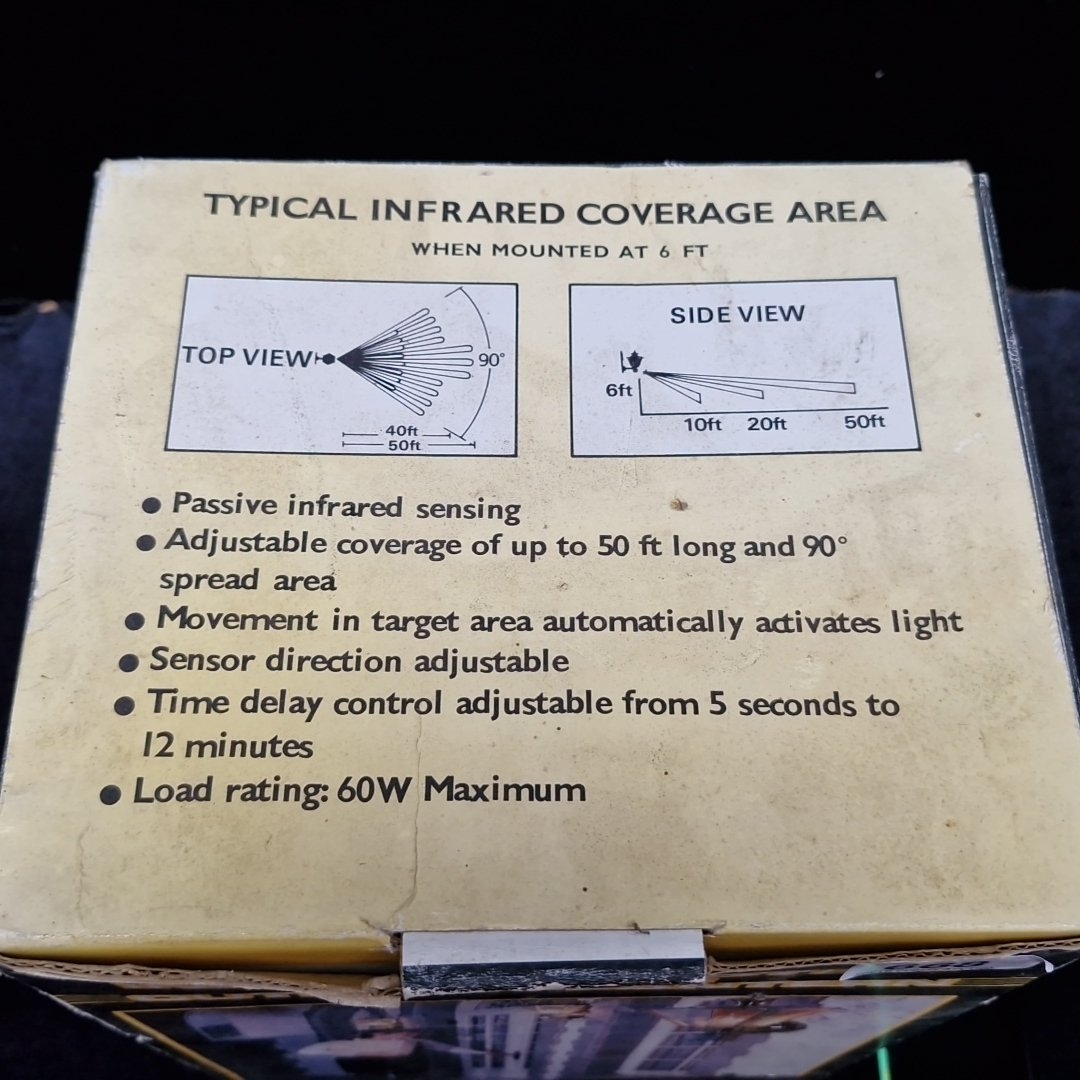 TYPICAL INFRARED COVERAGE AREA
WHEN MOUNTED AT 6 FT
TOP VIEW
90°
40ft
50ft
SIDE VIEW
6ft
10ft 20ft 50ft
● Passive infrared sensing
● Adjustable coverage of up to 50 ft long and 90°
spread area
● Movement in target area automatically activates light
● Sensor direction adjustable
● Time delay control adjustable from 5 seconds to
12 minutes
● Load rating: 60W Maximum